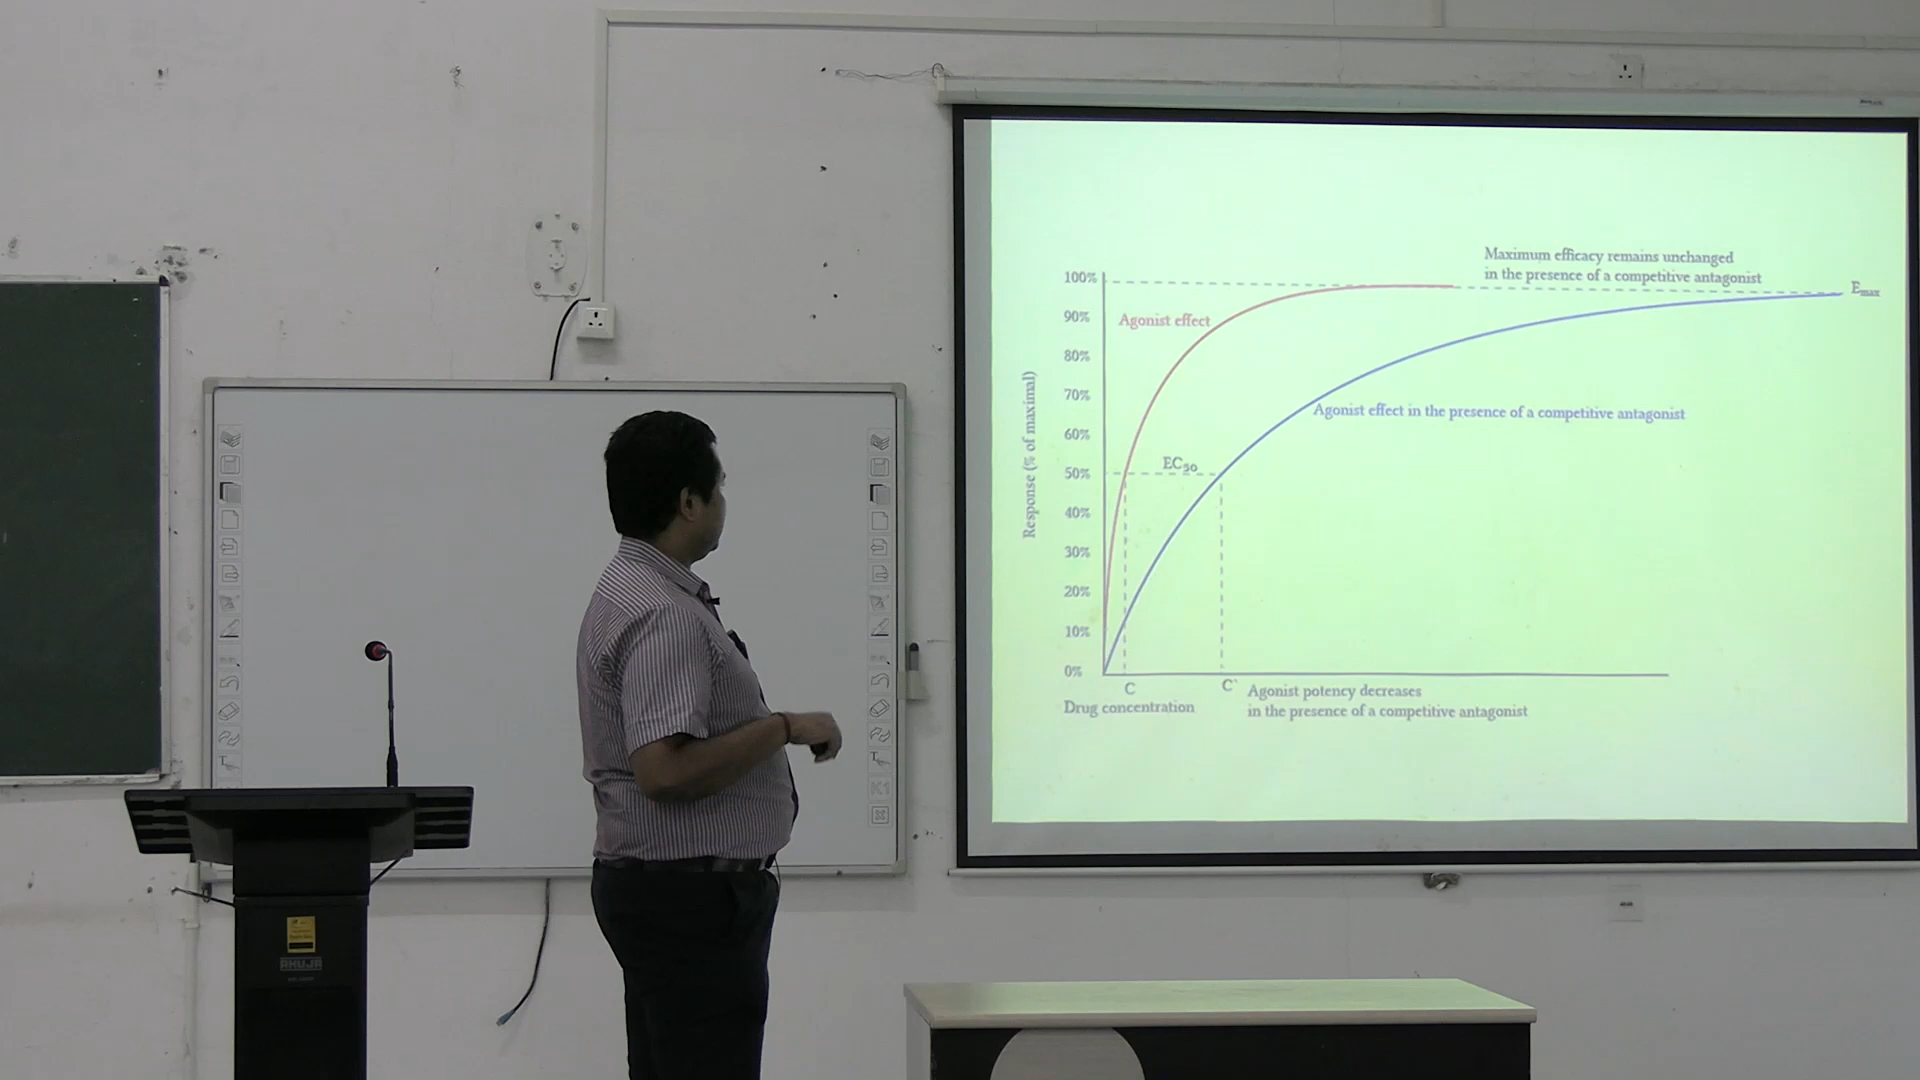 Maximum efficacy remains unchanged
in the presence of a competitive antagonist
100%
Emax
Agonist effect
90%
80%
70%
Agonist effect in the presence of a competitive antagonist
60%
EC50
50%
40%
30%
20%
10%
0%
Response (% of maximal)
C
C'
Agonist potency decreases
in the presence of a competitive antagonist
Drug concentration
AHUJA